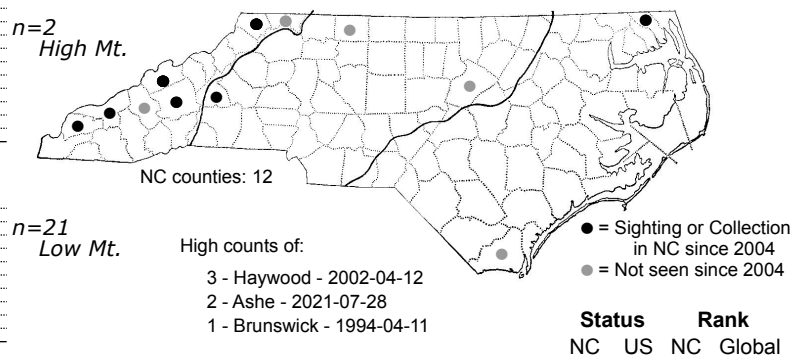 n=2
High Mt.
NC counties: 12
n=21
Low Mt.
High counts of:
3 - Haywood - 2002-04-12
2 - Ashe - 2021-07-28
1 - Brunswick - 1994-04-11
● = Sighting or Collection
in NC since 2004
● = Not seen since 2004
Status Rank
NC US NC Global